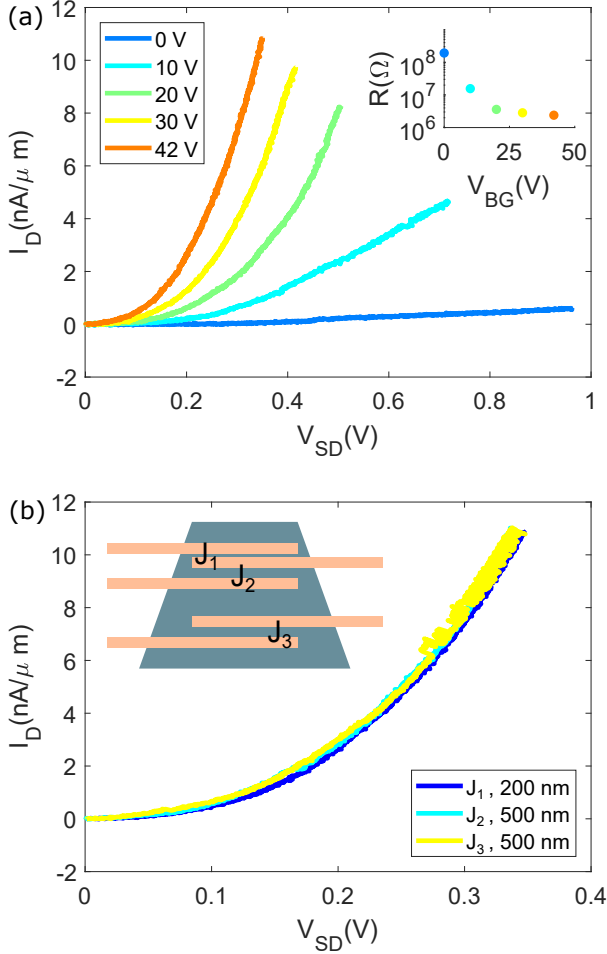 (a)
I_D(nA/μ m)
12
10
8
6
4
2
0
-2
0 V
10 V
20 V
30 V
42 V
R(Ω)
10^8
10^7
10^6
0 25 50
V_BG(V)
0 0.2 0.4 0.6 0.8 1
V_SD(V)
(b)
I_D(nA/μ m)
12
10
8
6
4
2
0
-2
J_1
J_2
J_3
J_1 , 200 nm
J_2 , 500 nm
J_3 , 500 nm
0 0.1 0.2 0.3 0.4
V_SD(V)